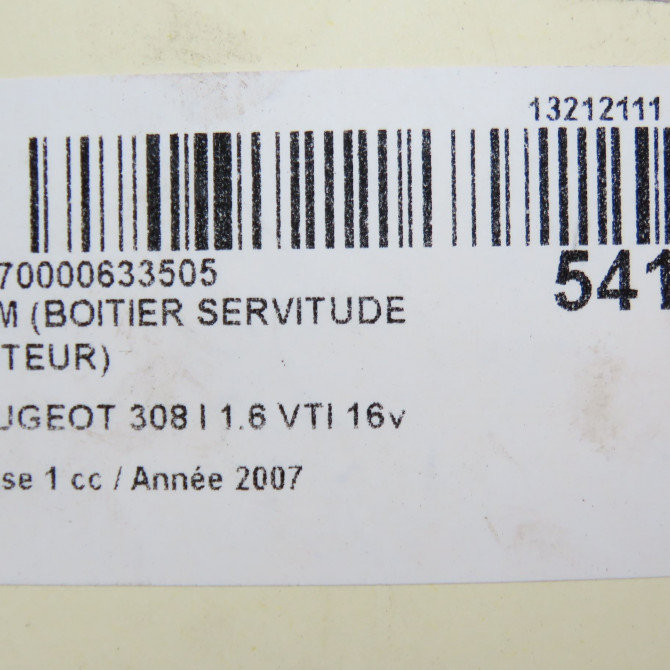 13212111
70000633505
541
M (BOITIER SERVITUDE
TEUR)
UGEOT 308 I 1.6 VTI 16v
se 1 cc / Année 2007